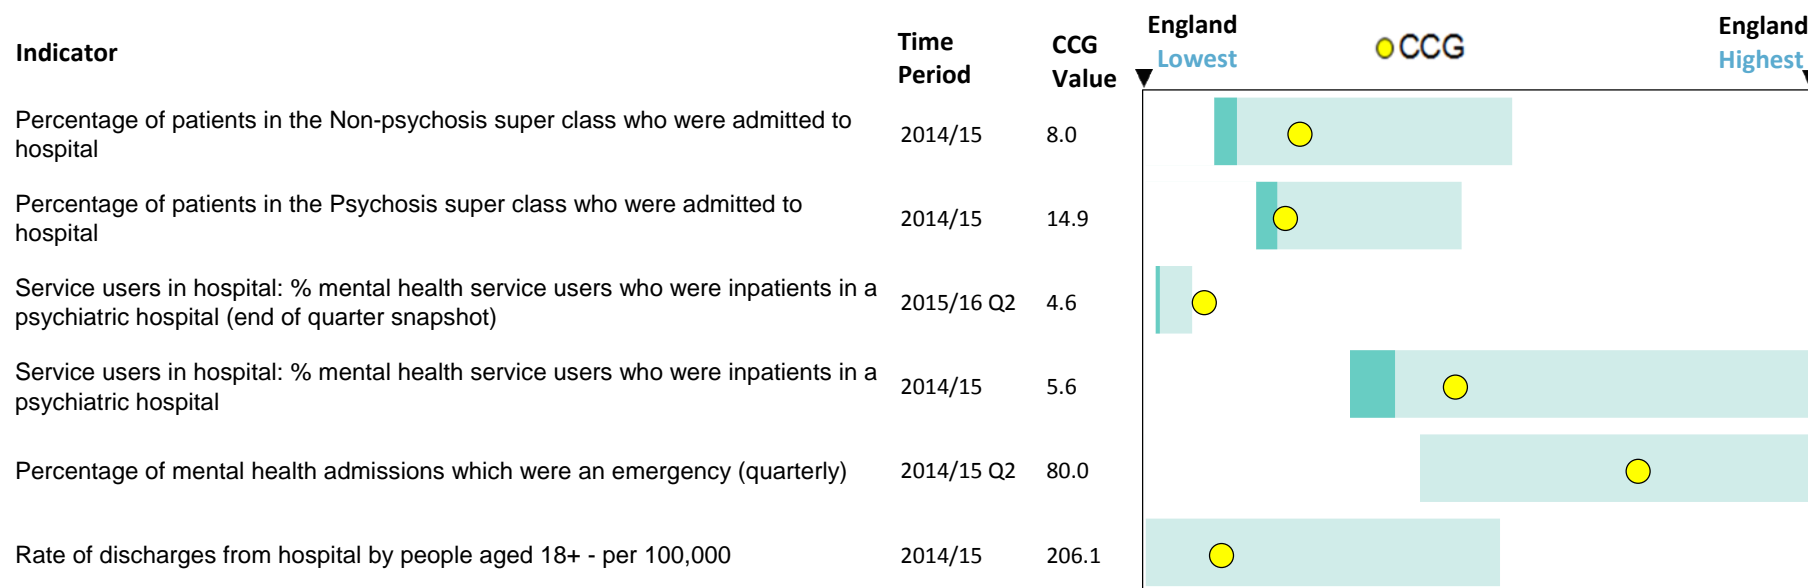 Indicator
Time
Period
CCG
Value
England
Lowest
CCG
England
Highest
Percentage of patients in the Non-psychosis super class who were admitted to
hospital
2014/15
8.0
Percentage of patients in the Psychosis super class who were admitted to
hospital
2014/15
14.9
Service users in hospital: % mental health service users who were inpatients in a
psychiatric hospital (end of quarter snapshot)
2015/16 Q2
4.6
Service users in hospital: % mental health service users who were inpatients in a
psychiatric hospital
2014/15
5.6
Percentage of mental health admissions which were an emergency (quarterly)
2014/15 Q2
80.0
Rate of discharges from hospital by people aged 18+ - per 100,000
2014/15
206.1